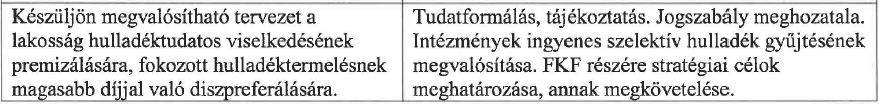 Készüljön megvalósítható tervezet a
lakosság hulladéktudatos viselkedésének
premizálására, fokozott hulladéktermelésnek
magasabb díjjal való diszpreferálására.
Tudatformálás, tájékoztatás. Jogszabály meghozatala.
Intézmények ingyenes szelektív hulladék gyűjtésének
megvalósítása. FKF részére stratégiai célok
meghatározása, annak megkövetelése.